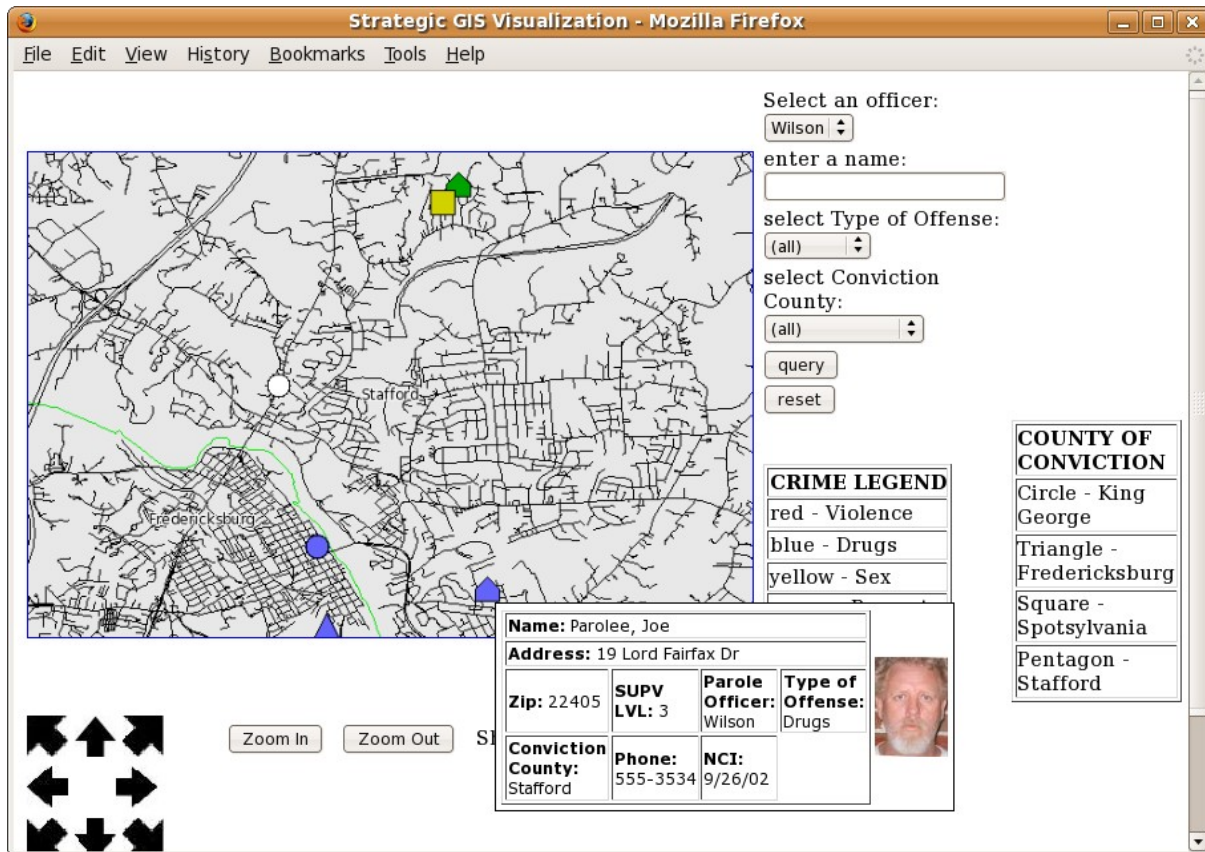 Strategic GIS Visualization - Mozilla Firefox
File Edit View History Bookmarks Tools Help
Select an officer:
Wilson
enter a name:
select Type of Offense:
(all)
select Conviction
County:
(all)
query
reset
Stafford
Fredericksburg
CRIME LEGEND
red - Violence
blue - Drugs
yellow - Sex
COUNTY OF
CONVICTION
Circle - King
George
Triangle -
Fredericksburg
Square -
Spotsylvania
Pentagon -
Stafford
Name: Parolee, Joe
Address: 19 Lord Fairfax Dr
Zip: 22405
SUPV
LVL: 3
Parole
Officer:
Wilson
Type of
Offense:
Drugs
Conviction
County:
Stafford
Phone:
555-3534
NCI:
9/26/02
Zoom In
Zoom Out